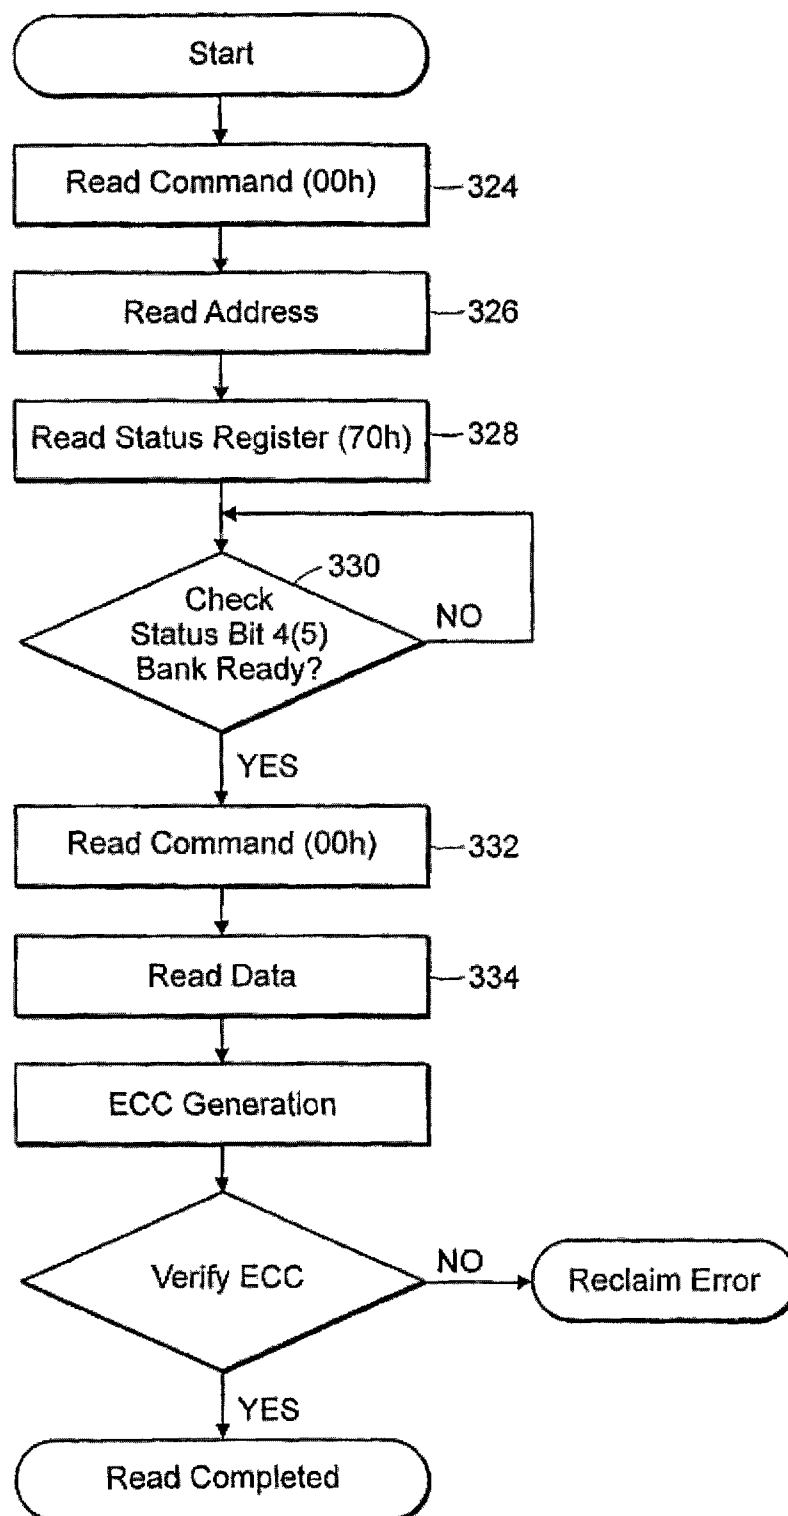 Start
Read Command (00h)
324
Read Address
326
Read Status Register (70h)
328
330
Check
Status Bit 4(5)
Bank Ready?
NO
YES
Read Command (00h)
332
Read Data
334
ECC Generation
Verify ECC
NO
Reclaim Error
YES
Read Completed